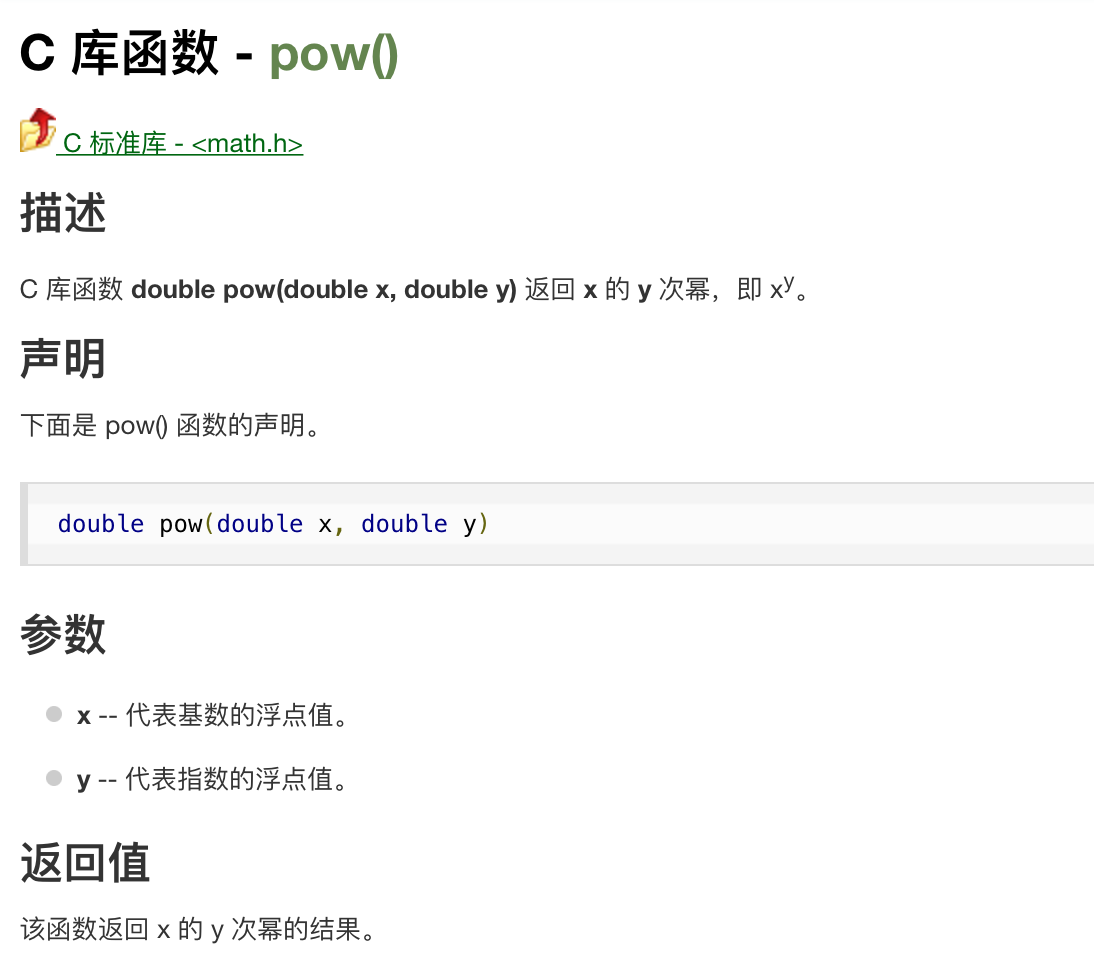 C 库函数 - pow()
C 标准库 - <math.h>
描述
C 库函数 double pow(double x, double y) 返回 x 的 y 次幂，即 xʸ。
声明
下面是 pow() 函数的声明。
double pow(double x, double y)
参数
x -- 代表基数的浮点值。
y -- 代表指数的浮点值。
返回值
该函数返回 x 的 y 次幂的结果。